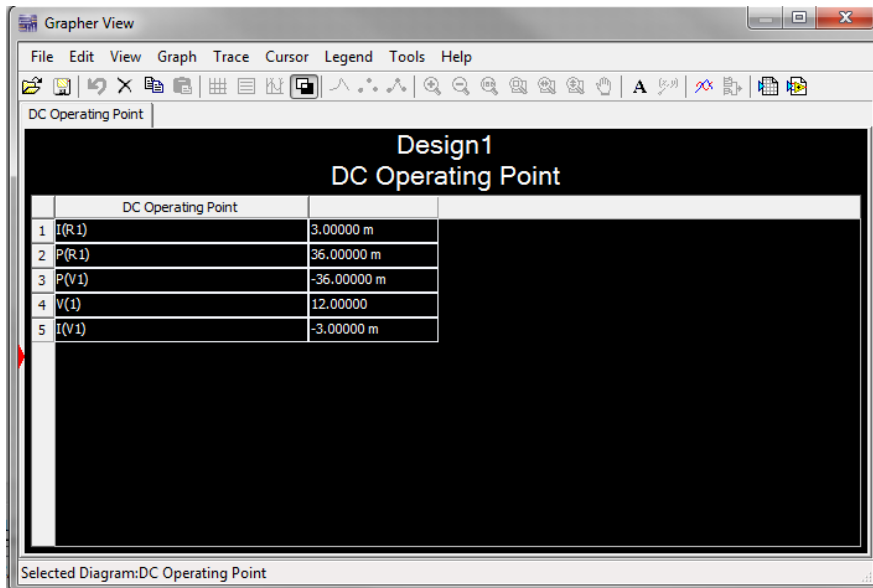 Grapher View
File Edit View Graph Trace Cursor Legend Tools Help
DC Operating Point
Design1
DC Operating Point
DC Operating Point
1 I(R1) 3.00000 m
2 P(R1) 36.00000 m
3 P(V1) -36.00000 m
4 V(1) 12.00000
5 I(V1) -3.00000 m
Selected Diagram:DC Operating Point